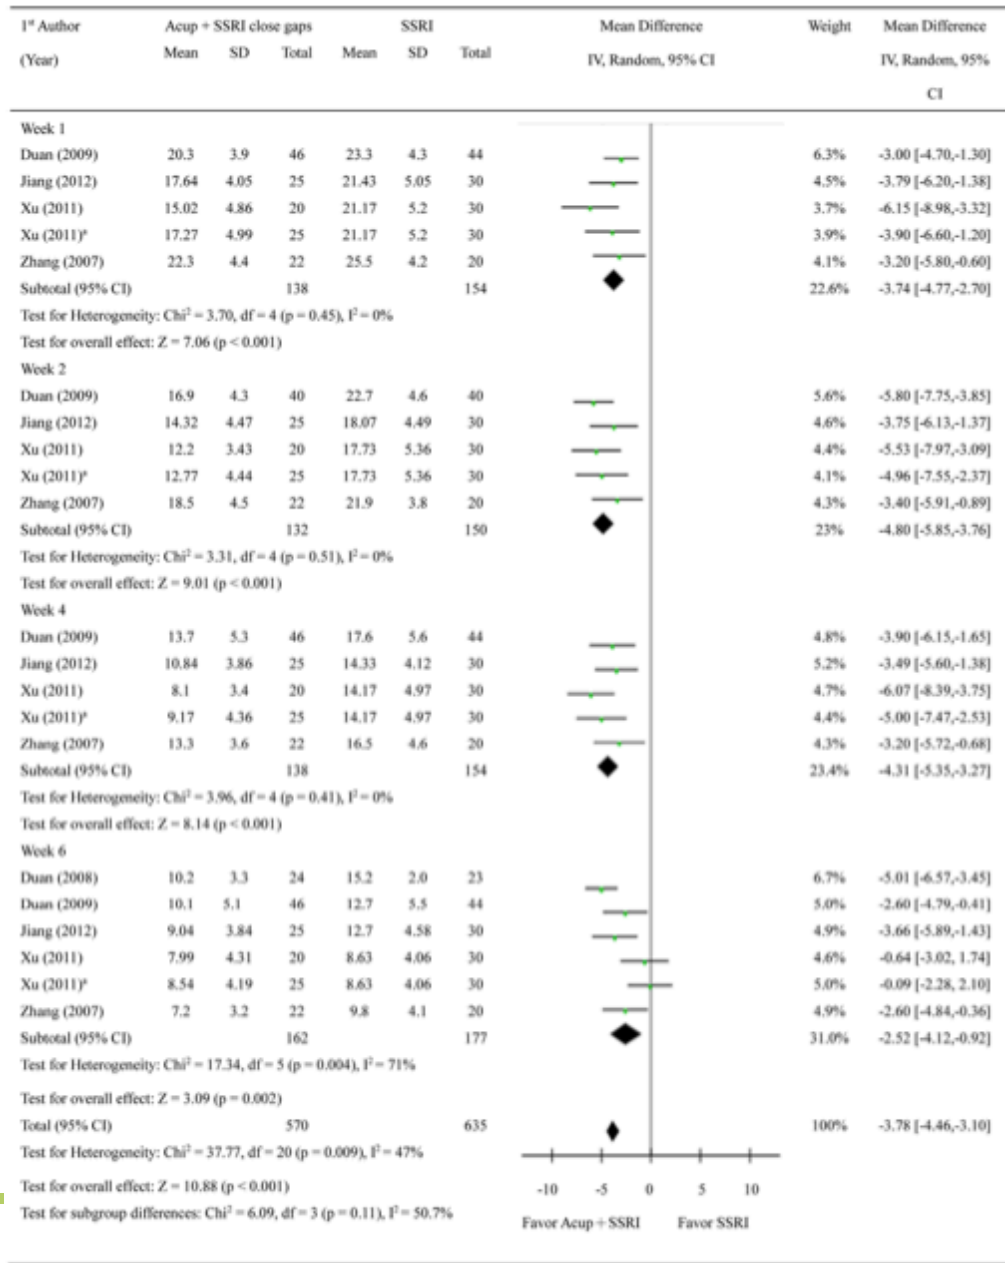 1st Author Acup + SSRI close gaps SSRI Mean Difference Weight Mean Difference
(Year) Mean SD Total Mean SD Total IV, Random, 95% CI IV, Random, 95%
CI
Week 1
Duan (2009) 20.3 3.9 46 23.3 4.3 44 6.3% -3.00 [-4.70,-1.30]
Jiang (2012) 17.64 4.05 25 21.43 5.05 30 4.5% -3.79 [-6.20,-1.38]
Xu (2011) 15.02 4.86 20 21.17 5.2 30 3.7% -6.15 [-8.98,-3.32]
Xu (2011)ª 17.27 4.99 25 21.17 5.2 30 3.9% -3.90 [-6.60,-1.20]
Zhang (2007) 22.3 4.4 22 25.5 4.2 20 4.1% -3.20 [-5.80,-0.60]
Subtotal (95% CI) 138 154 22.6% -3.74 [-4.77,-2.70]
Test for Heterogeneity: Chi² = 3.70, df = 4 (p = 0.45), I² = 0%
Test for overall effect: Z = 7.06 (p < 0.001)
Week 2
Duan (2009) 16.9 4.3 40 22.7 4.6 40 5.6% -5.80 [-7.75,-3.85]
Jiang (2012) 14.32 4.47 25 18.07 4.49 30 4.6% -3.75 [-6.13,-1.37]
Xu (2011) 12.2 3.43 20 17.73 5.36 30 4.4% -5.53 [-7.97,-3.09]
Xu (2011)ª 12.77 4.44 25 17.73 5.36 30 4.1% -4.96 [-7.55,-2.37]
Zhang (2007) 18.5 4.5 22 21.9 3.8 20 4.3% -3.40 [-5.91,-0.89]
Subtotal (95% CI) 132 150 23% -4.80 [-5.85,-3.76]
Test for Heterogeneity: Chi² = 3.31, df = 4 (p = 0.51), I² = 0%
Test for overall effect: Z = 9.01 (p < 0.001)
Week 4
Duan (2009) 13.7 5.3 46 17.6 5.6 44 4.8% -3.90 [-6.15,-1.65]
Jiang (2012) 10.84 3.86 25 14.33 4.12 30 5.2% -3.49 [-5.60,-1.38]
Xu (2011) 8.1 3.4 20 14.17 4.97 30 4.7% -6.07 [-8.39,-3.75]
Xu (2011)ª 9.17 4.36 25 14.17 4.97 30 4.4% -5.00 [-7.47,-2.53]
Zhang (2007) 13.3 3.6 22 16.5 4.6 20 4.3% -3.20 [-5.72,-0.68]
Subtotal (95% CI) 138 154 23.4% -4.31 [-5.35,-3.27]
Test for Heterogeneity: Chi² = 3.96, df = 4 (p = 0.41), I² = 0%
Test for overall effect: Z = 8.14 (p < 0.001)
Week 6
Duan (2008) 10.2 3.3 24 15.2 2.0 23 6.7% -5.01 [-6.57,-3.45]
Duan (2009) 10.1 5.1 46 12.7 5.5 44 5.0% -2.60 [-4.79,-0.41]
Jiang (2012) 9.04 3.84 25 12.7 4.58 30 4.9% -3.66 [-5.89,-1.43]
Xu (2011) 7.99 4.31 20 8.63 4.06 30 4.6% -0.64 [-3.02, 1.74]
Xu (2011)ª 8.54 4.19 25 8.63 4.06 30 5.0% -0.09 [-2.28, 2.10]
Zhang (2007) 7.2 3.2 22 9.8 4.1 20 4.9% -2.60 [-4.84,-0.36]
Subtotal (95% CI) 162 177 31.0% -2.52 [-4.12,-0.92]
Test for Heterogeneity: Chi² = 17.34, df = 5 (p = 0.004), I² = 71%
Test for overall effect: Z = 3.09 (p = 0.002)
Total (95% CI) 570 635 100% -3.78 [-4.46,-3.10]
Test for Heterogeneity: Chi² = 37.77, df = 20 (p = 0.009), I² = 47%
Test for overall effect: Z = 10.88 (p < 0.001) -10 -5 0 5 10
Test for subgroup differences: Chi² = 6.09, df = 3 (p = 0.11), I² = 50.7% Favor Acup + SSRI Favor SSRI